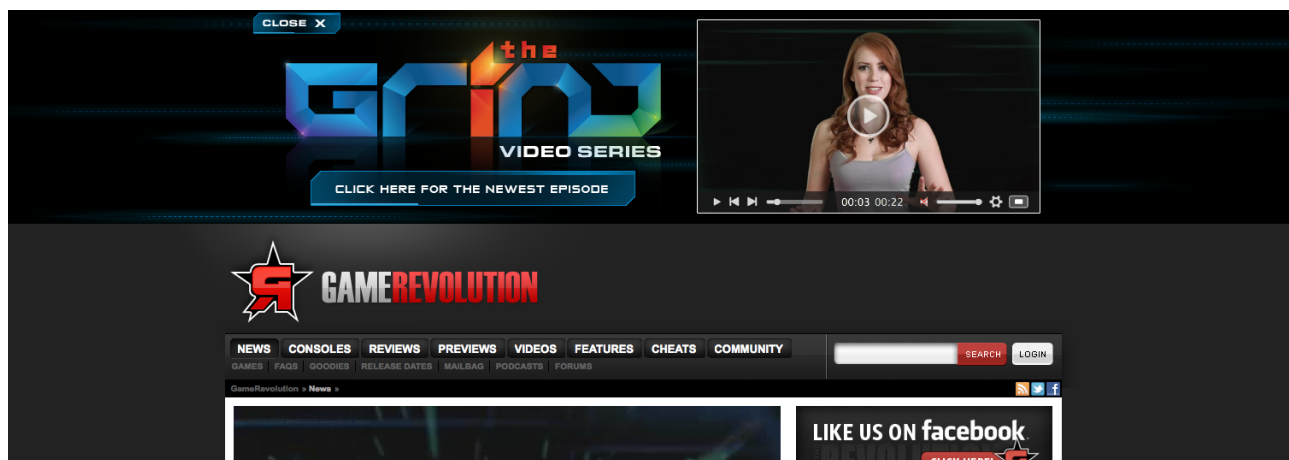 CLOSE X
the
Grind
VIDEO SERIES
CLICK HERE FOR THE NEWEST EPISODE
00:03 00:22
GAMEREVOLUTION
NEWS CONSOLES REVIEWS PREVIEWS VIDEOS FEATURES CHEATS COMMUNITY
SEARCH LOGIN
GAMES FAQS GOODIES RELEASE DATES MAILBAG PODCASTS FORUMS
GameRevolution » News »
LIKE US ON facebook
CLICK HERE!